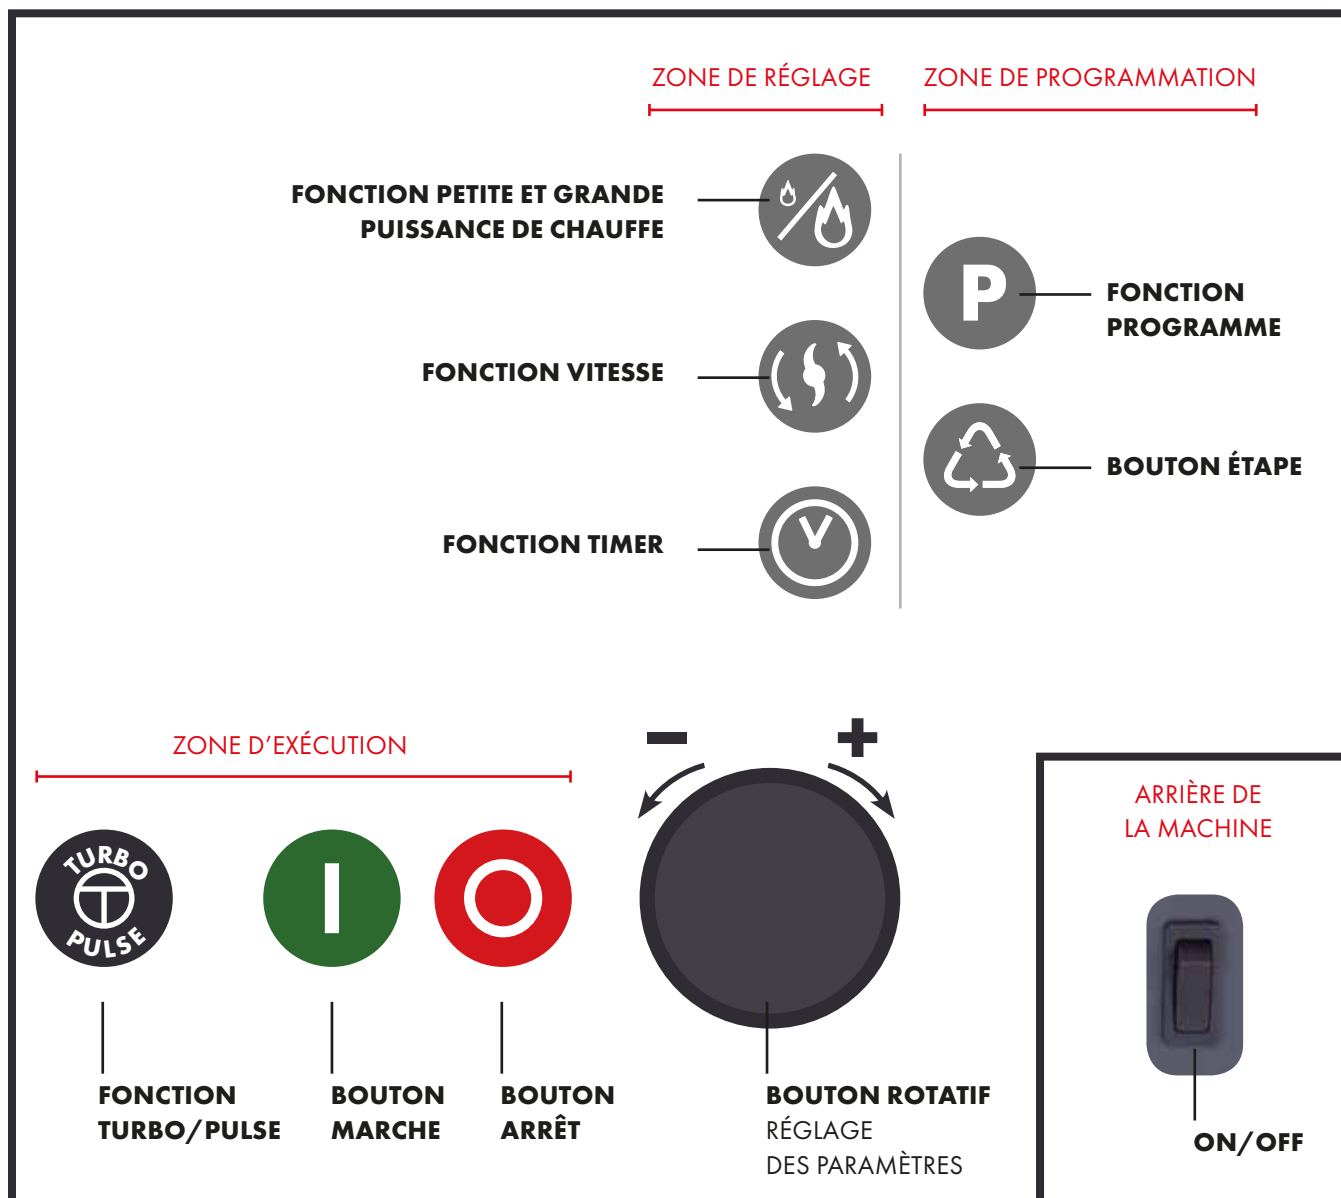 ZONE DE RÉGLAGE
ZONE DE PROGRAMMATION
FONCTION PETITE ET GRANDE
PUISSANCE DE CHAUFFE
P
FONCTION
PROGRAMME
FONCTION VITESSE
BOUTON ÉTAPE
FONCTION TIMER
ZONE D’EXÉCUTION
− +
TURBO
PULSE
FONCTION
TURBO/PULSE
BOUTON
MARCHE
BOUTON
ARRÊT
BOUTON ROTATIF
RÉGLAGE
DES PARAMÈTRES
ARRIÈRE DE
LA MACHINE
ON/OFF